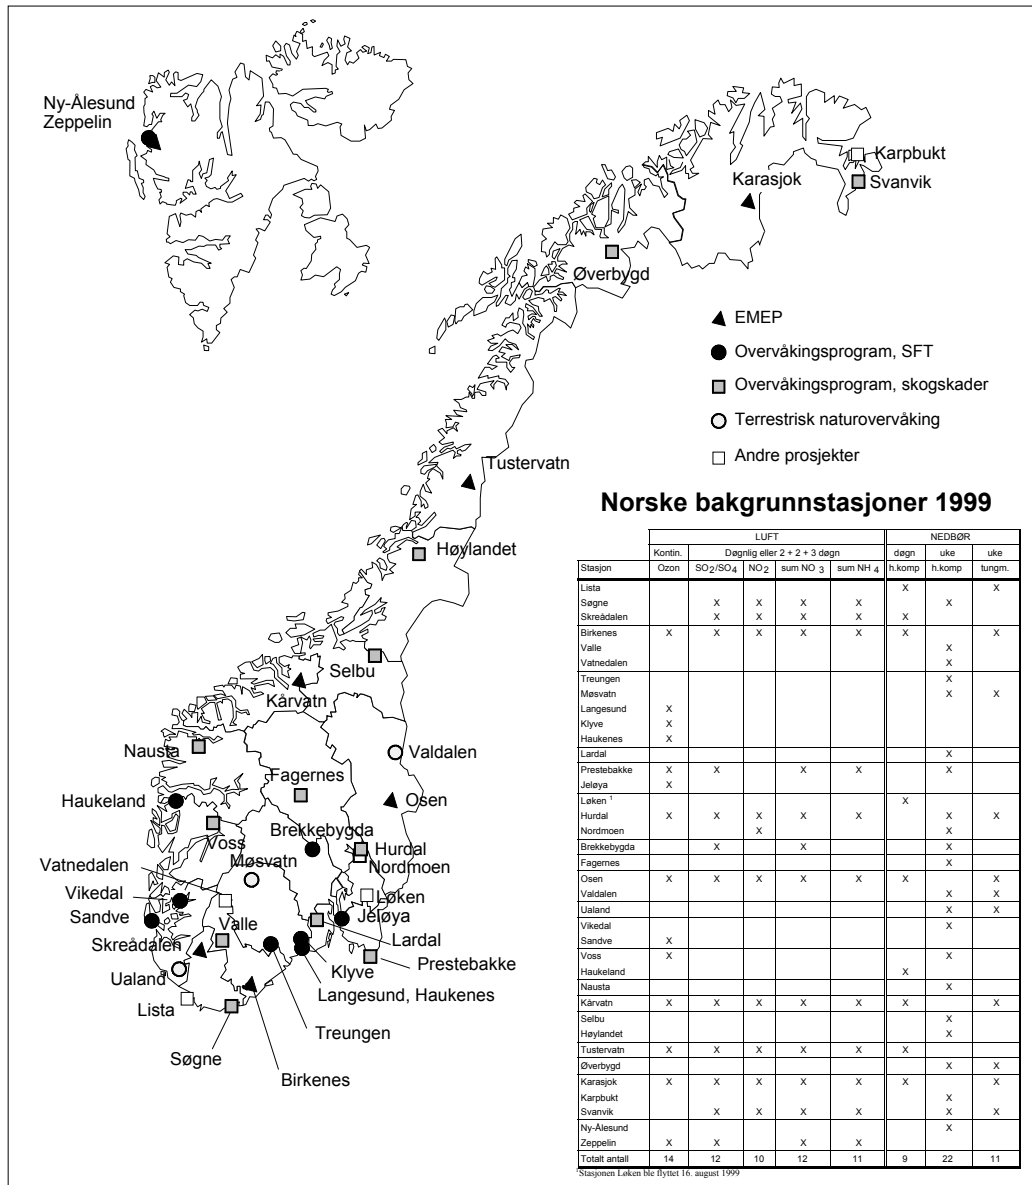 Ny-Ålesund
Zeppelin
Karpbukt
Karasjok
Svanvik
Øverbygd
EMEP
Overvåkingsprogram, SFT
Overvåkingsprogram, skogskader
Terrestrisk naturovervåking
Andre prosjekter
Tustervatn
Høylandet
Selbu
Kårvatn
Nausta
Valdalen
Fagernes
Haukeland
Osen
Brekkebygda
Voss
Hurdal
Møsvatn
Nordmoen
Vatnedalen
Vikedal
Løken
Sandve
Jeløya
Valle
Lardal
Skreådalen
Klyve
Prestebakke
Ualand
Langesund, Haukenes
Lista
Treungen
Søgne
Birkenes
Norske bakgrunnstasjoner 1999
LUFT NEDBØR
Kontin. Døgnlig eller 2 + 2 + 3 døgn døgn uke uke
Stasjon Ozon SO2/SO4 NO2 sum NO 3 sum NH 4 h.komp h.komp tungm.
Lista X X
Søgne X X X X X
Skreådalen X X X X X
Birkenes X X X X X X X
Valle X
Vatnedalen X
Treungen X
Møsvatn X X
Langesund X
Klyve X
Haukenes X
Lardal X
Prestebakke X X X X X
Jeløya X
Løken 1 X
Hurdal X X X X X X X
Nordmoen X X
Brekkebygda X X X
Fagernes X
Osen X X X X X X X
Valdalen X X
Ualand X X
Vikedal X
Sandve X
Voss X X
Haukeland X
Nausta X
Kårvatn X X X X X X X
Selbu X
Høylandet X
Tustervatn X X X X X X
Øverbygd X X
Karasjok X X X X X X X
Karpbukt X
Svanvik X X X X X X
Ny-Ålesund X
Zeppelin X X X X
Totalt antall 14 12 10 12 11 9 22 11
1Stasjonen Løken ble flyttet 16. august 1999